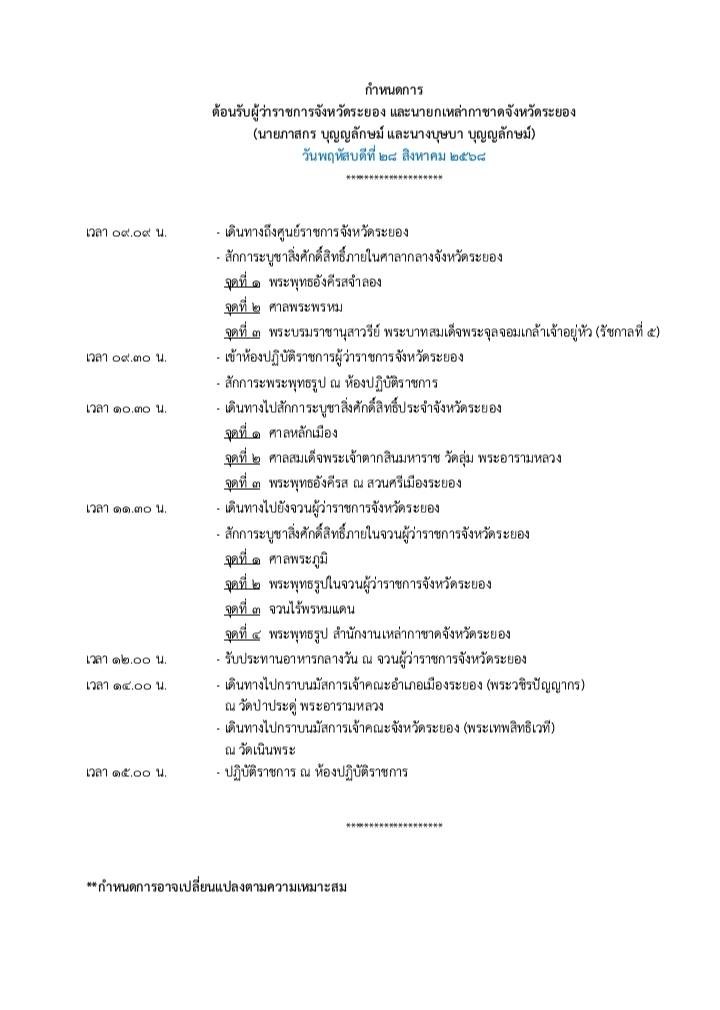 กำหนดการ
ต้อนรับผู้ว่าราชการจังหวัดระยอง และนายกเหล่ากาชาดจังหวัดระยอง
(นายภาสกร บุญญลักษม์ และนางบุษบา บุญญลักษม์)
วันพฤหัสบดีที่ ๒๘ สิงหาคม ๒๕๖๘
********************
เวลา ๐๙.๐๙ น. - เดินทางถึงศูนย์ราชการจังหวัดระยอง
- สักการะบูชาสิ่งศักดิ์สิทธิ์ภายในศาลากลางจังหวัดระยอง
จุดที่ ๑ พระพุทธอังคีรสจำลอง
จุดที่ ๒ ศาลพระพรหม
จุดที่ ๓ พระบรมราชานุสาวรีย์ พระบาทสมเด็จพระจุลจอมเกล้าเจ้าอยู่หัว (รัชกาลที่ ๕)
เวลา ๐๙.๓๐ น. - เข้าห้องปฏิบัติราชการผู้ว่าราชการจังหวัดระยอง
- สักการะพระพุทธรูป ณ ห้องปฏิบัติราชการ
เวลา ๑๐.๓๐ น. - เดินทางไปสักการะบูชาสิ่งศักดิ์สิทธิ์ประจำจังหวัดระยอง
จุดที่ ๑ ศาลหลักเมือง
จุดที่ ๒ ศาลสมเด็จพระเจ้าตากสินมหาราช วัดลุ่ม พระอารามหลวง
จุดที่ ๓ พระพุทธอังคีรส ณ สวนศรีเมืองระยอง
เวลา ๑๑.๓๐ น. - เดินทางไปยังจวนผู้ว่าราชการจังหวัดระยอง
- สักการะบูชาสิ่งศักดิ์สิทธิ์ภายในจวนผู้ว่าราชการจังหวัดระยอง
จุดที่ ๑ ศาลพระภูมิ
จุดที่ ๒ พระพุทธรูปในจวนผู้ว่าราชการจังหวัดระยอง
จุดที่ ๓ จวนไร้พรหมแดน
จุดที่ ๔ พระพุทธรูป สำนักงานเหล่ากาชาดจังหวัดระยอง
เวลา ๑๒.๐๐ น. - รับประทานอาหารกลางวัน ณ จวนผู้ว่าราชการจังหวัดระยอง
เวลา ๑๔.๐๐ น. - เดินทางไปกราบนมัสการเจ้าคณะอำเภอเมืองระยอง (พระวชิรปัญญากร)
ณ วัดป่าประดู่ พระอารามหลวง
- เดินทางไปกราบนมัสการเจ้าคณะจังหวัดระยอง (พระเทพสิทธิเวที)
ณ วัดเนินพระ
เวลา ๑๕.๐๐ น. - ปฏิบัติราชการ ณ ห้องปฏิบัติราชการ
********************
**กำหนดการอาจเปลี่ยนแปลงตามความเหมาะสม